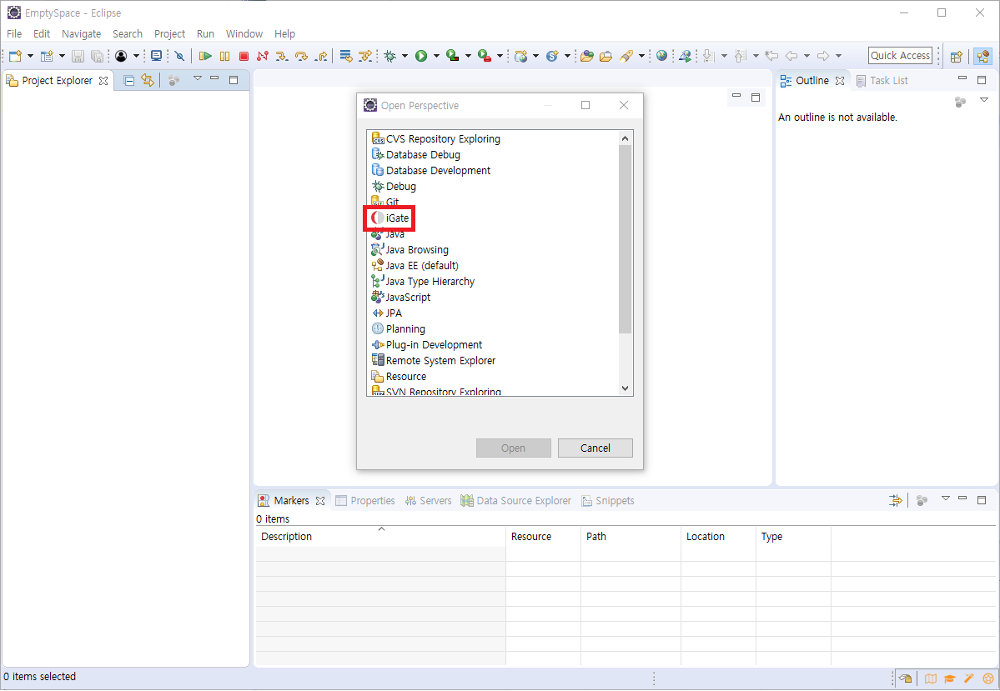 EmptySpace - Eclipse
File Edit Navigate Search Project Run Window Help
Quick Access
Project Explorer
Outline Task List
An outline is not available.
Open Perspective
CVS CVS Repository Exploring
Database Debug
Database Development
Debug
GIT Git
iGate
Java
Java Browsing
Java EE (default)
Java Type Hierarchy
JavaScript
JPA
Planning
Plug-in Development
Remote System Explorer
Resource
SVN Repository Exploring
Open Cancel
Markers Properties Servers Data Source Explorer Snippets
0 items
Description Resource Path Location Type
0 items selected